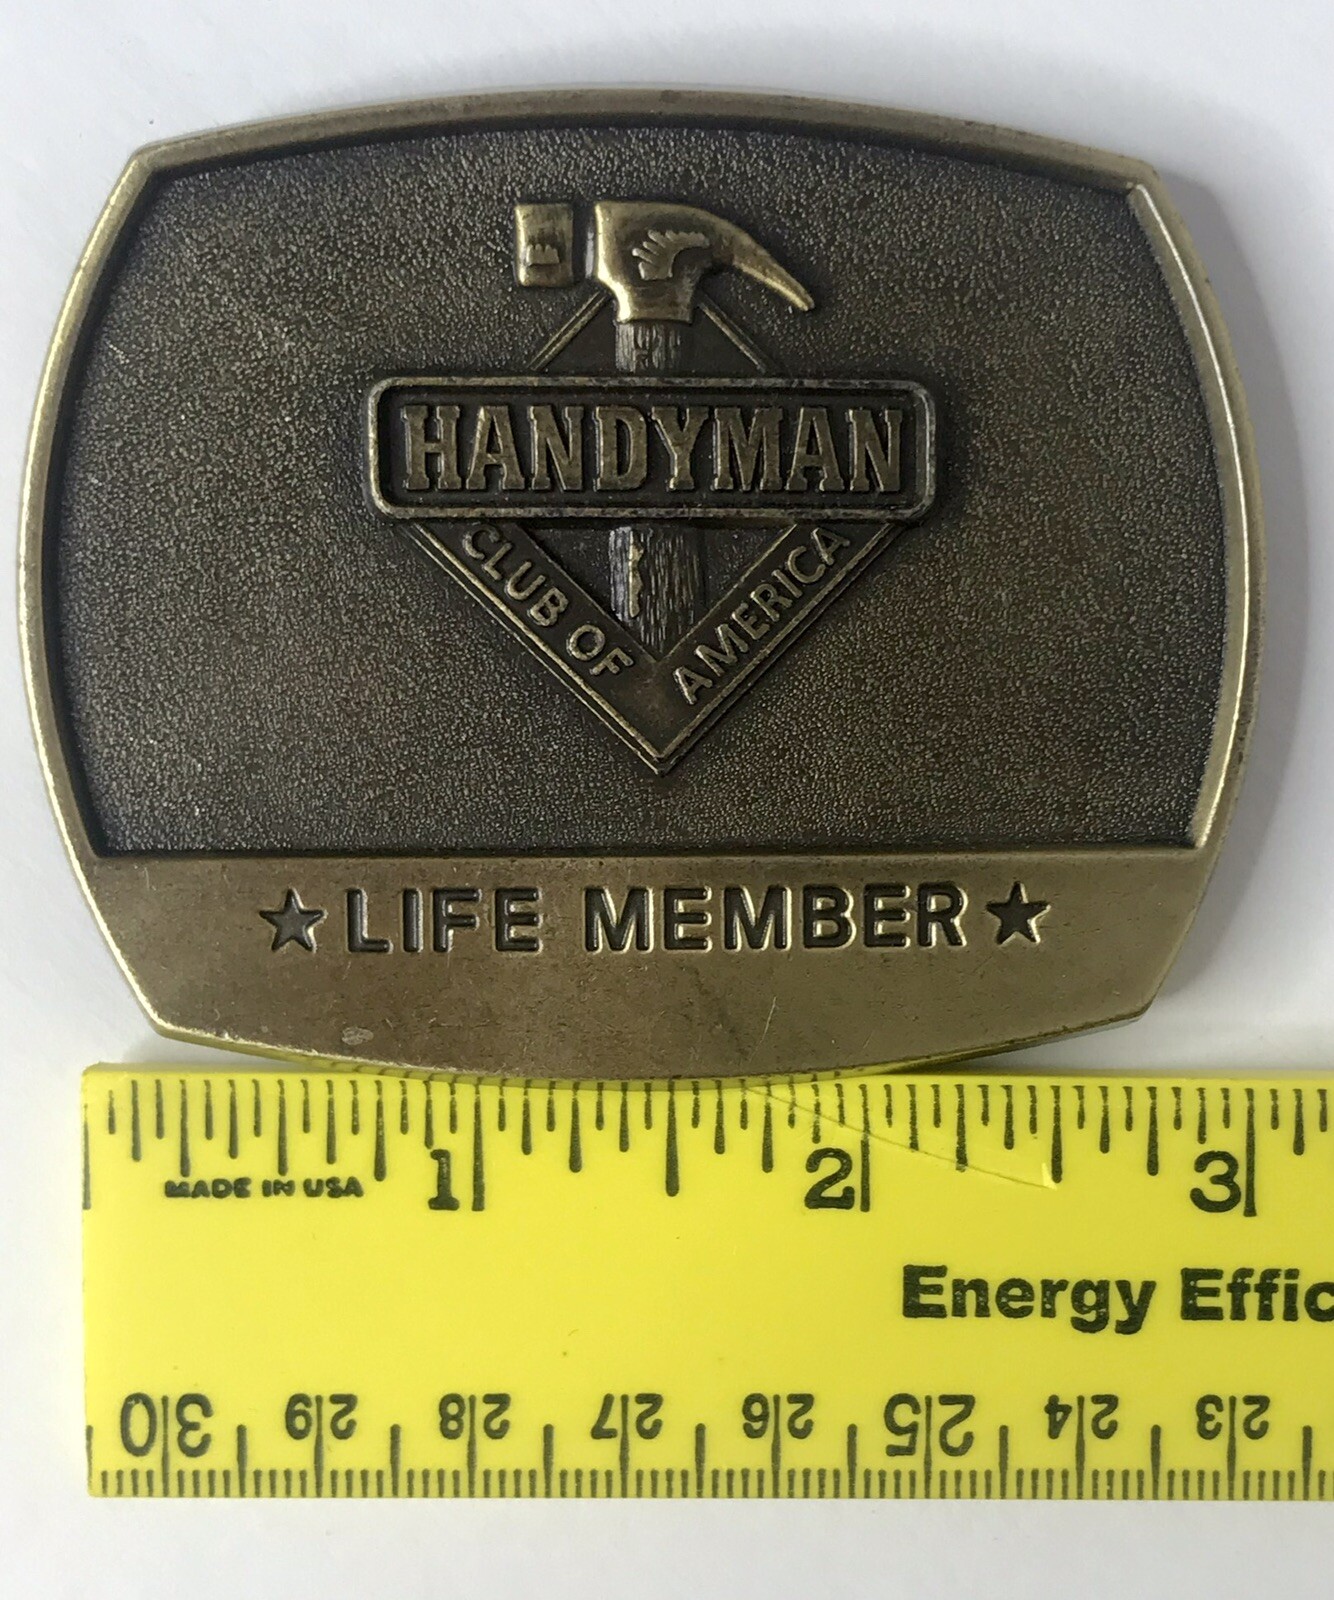 HANDYMAN
CLUB OF AMERICA
★LIFE MEMBER★
1 2 3
MADE IN USA
Energy Effic
30 29 28 27 26 25 24 23